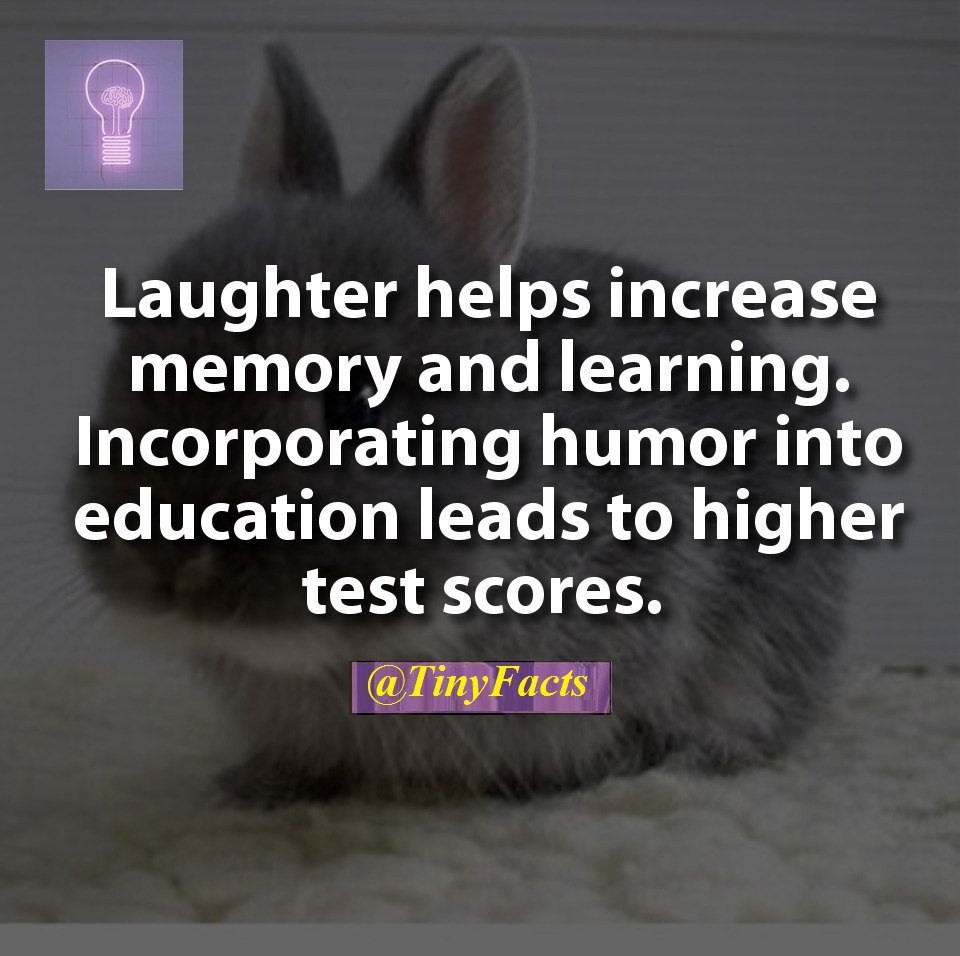 Laughter helps increase
memory and learning.
Incorporating humor into
education leads to higher
test scores.
@TinyFacts